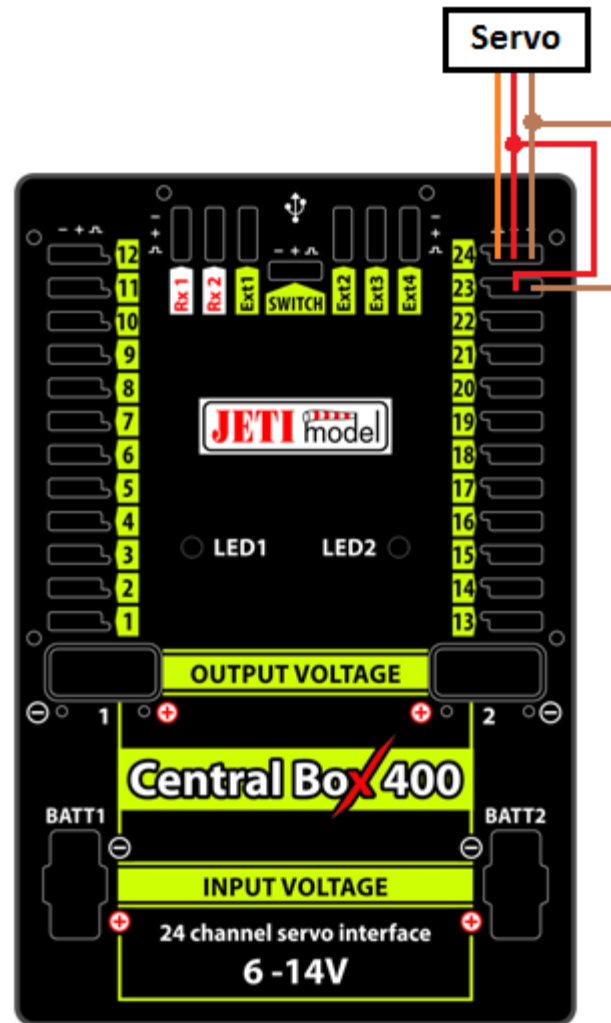 Servo
- + ⎍
12
11
10
9
8
7
6
5
4
3
2
1
- + ⎍
Rx 1
Rx 2
Ext1
- + ⎍
SWITCH
Ext2
Ext3
Ext4
- + ⎍
24
23
22
21
20
19
18
17
16
15
14
13
JETI model
LED1 LED2
OUTPUT VOLTAGE
- 1 + + 2 -
Central Box 400
BATT1 BATT2
- -
INPUT VOLTAGE
+ +
24 channel servo interface
6 -14V